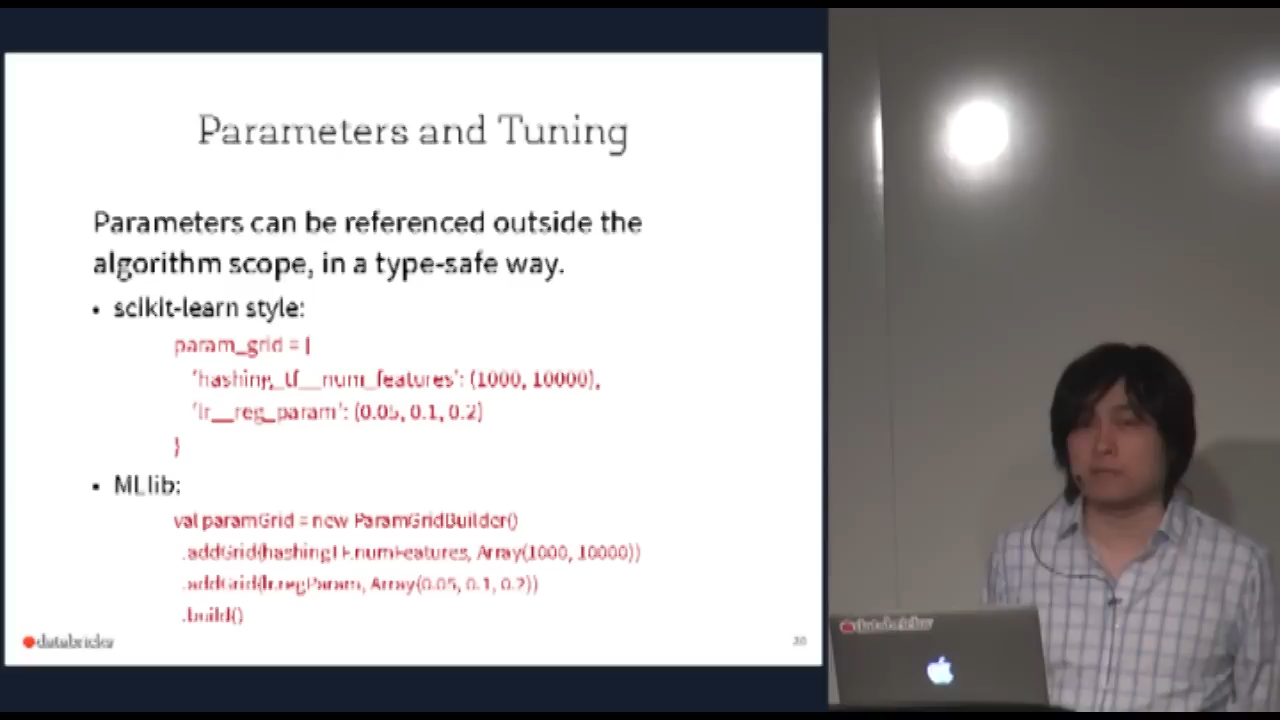 Parameters and Tuning
Parameters can be referenced outside the
algorithm scope, in a type-safe way.
• scikit-learn style:
param_grid = {
'hashing_tf__num_features': (1000, 10000),
'lr__reg_param': (0.05, 0.1, 0.2)
}
• MLlib:
val paramGrid = new ParamGridBuilder()
.addGrid(hashingTF.numFeatures, Array(1000, 10000))
.addGrid(lr.regParam, Array(0.05, 0.1, 0.2))
.build()
databricks
20
databricks